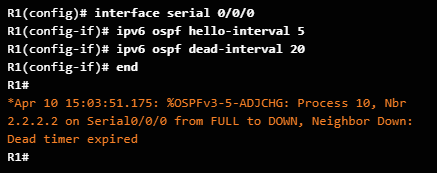 R1(config)# interface serial 0/0/0
R1(config-if)# ipv6 ospf hello-interval 5
R1(config-if)# ipv6 ospf dead-interval 20
R1(config-if)# end
R1#
*Apr 10 15:03:51.175: %OSPFv3-5-ADJCHG: Process 10, Nbr
2.2.2.2 on Serial0/0/0 from FULL to DOWN, Neighbor Down:
Dead timer expired
R1#